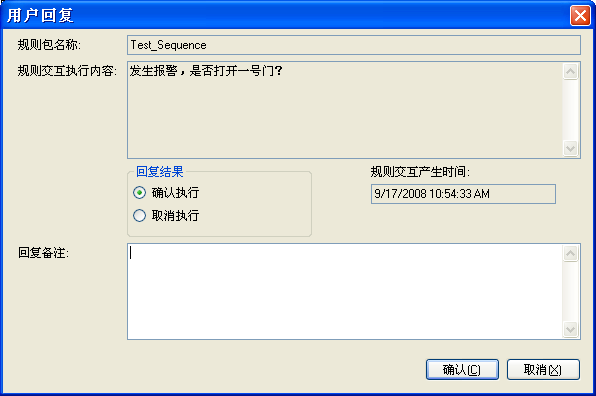 用户回复
规则包名称: Test_Sequence
规则交互执行内容: 发生报警，是否打开一号门?
回复结果 规则交互产生时间:
确认执行 9/17/2008 10:54:33 AM
取消执行
回复备注:
确认(C) 取消(X)